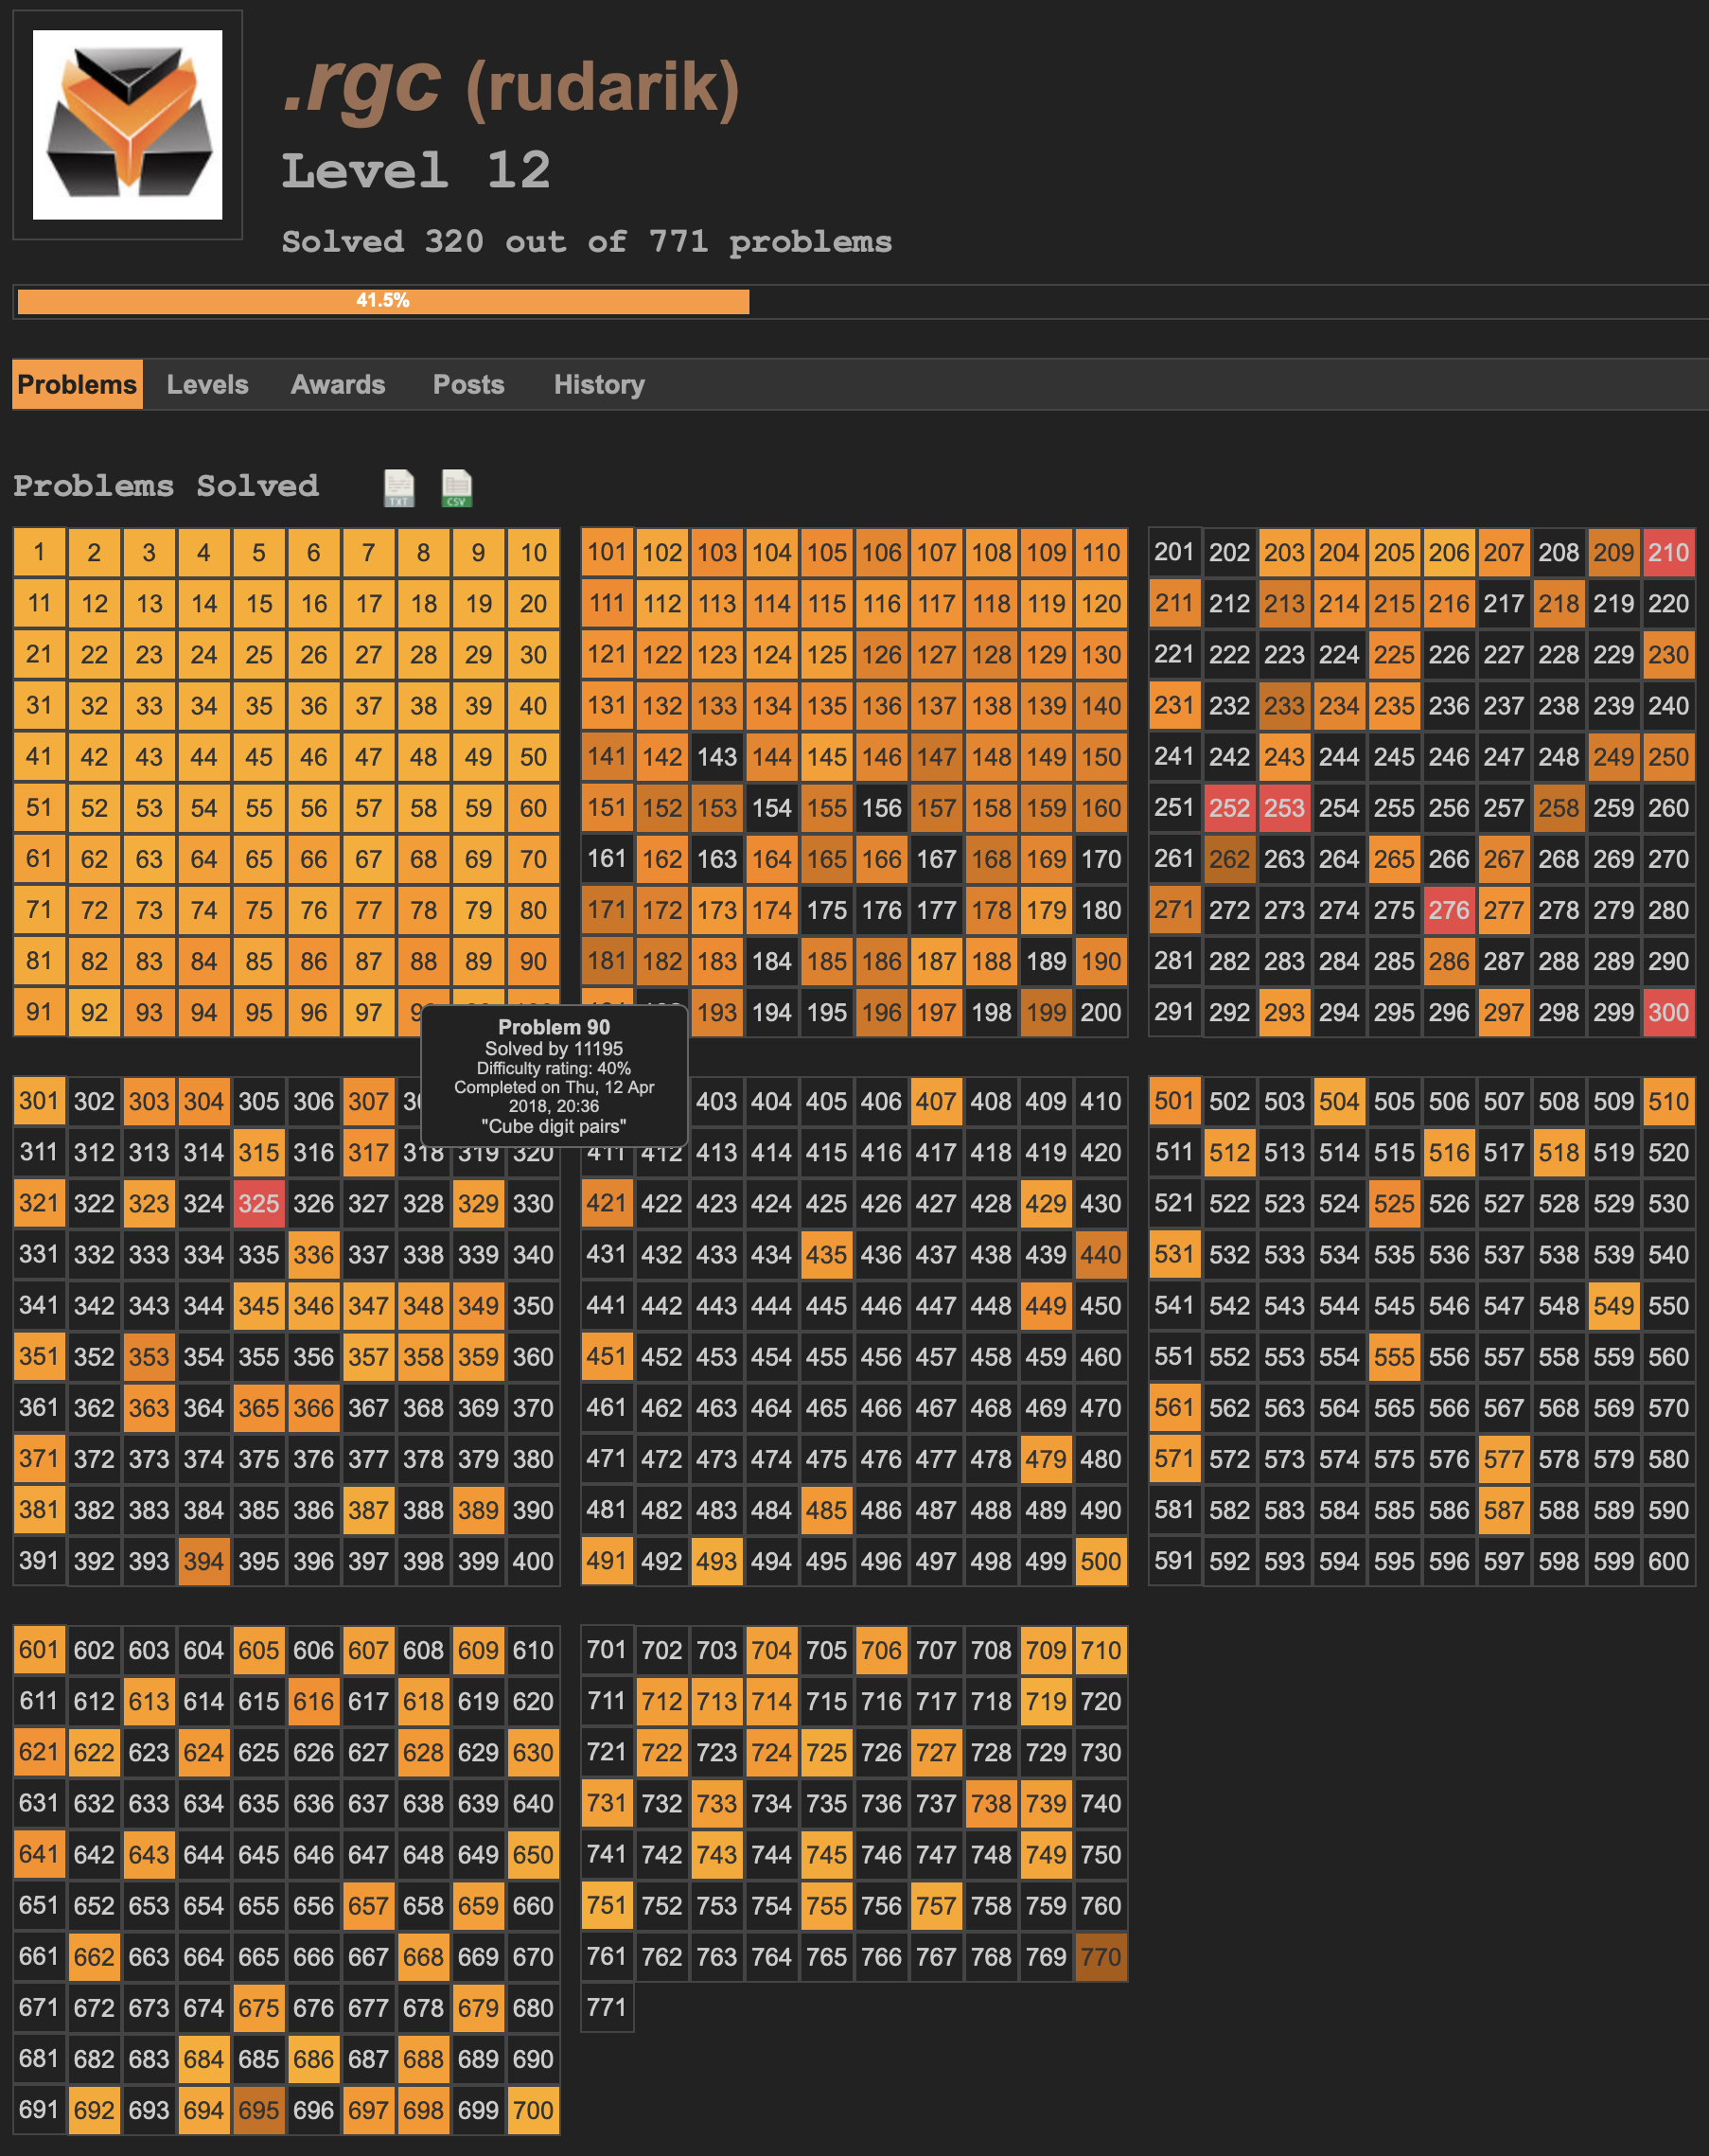 .rgc (rudarik)
Level 12
Solved 320 out of 771 problems
41.5%
Problems Levels Awards Posts History
Problems Solved TXT CSV
1 2 3 4 5 6 7 8 9 10 101 102 103 104 105 106 107 108 109 110 201 202 203 204 205 206 207 208 209 210
11 12 13 14 15 16 17 18 19 20 111 112 113 114 115 116 117 118 119 120 211 212 213 214 215 216 217 218 219 220
21 22 23 24 25 26 27 28 29 30 121 122 123 124 125 126 127 128 129 130 221 222 223 224 225 226 227 228 229 230
31 32 33 34 35 36 37 38 39 40 131 132 133 134 135 136 137 138 139 140 231 232 233 234 235 236 237 238 239 240
41 42 43 44 45 46 47 48 49 50 141 142 143 144 145 146 147 148 149 150 241 242 243 244 245 246 247 248 249 250
51 52 53 54 55 56 57 58 59 60 151 152 153 154 155 156 157 158 159 160 251 252 253 254 255 256 257 258 259 260
61 62 63 64 65 66 67 68 69 70 161 162 163 164 165 166 167 168 169 170 261 262 263 264 265 266 267 268 269 270
71 72 73 74 75 76 77 78 79 80 171 172 173 174 175 176 177 178 179 180 271 272 273 274 275 276 277 278 279 280
81 82 83 84 85 86 87 88 89 90 181 182 183 184 185 186 187 188 189 190 281 282 283 284 285 286 287 288 289 290
91 92 93 94 95 96 97 193 194 195 196 197 198 199 200 291 292 293 294 295 296 297 298 299 300
Problem 90
Solved by 11195
Difficulty rating: 40%
Completed on Thu, 12 Apr
2018, 20:36
"Cube digit pairs"
301 302 303 304 305 306 307 403 404 405 406 407 408 409 410 501 502 503 504 505 506 507 508 509 510
311 312 313 314 315 316 317 318 319 320 411 412 413 414 415 416 417 418 419 420 511 512 513 514 515 516 517 518 519 520
321 322 323 324 325 326 327 328 329 330 421 422 423 424 425 426 427 428 429 430 521 522 523 524 525 526 527 528 529 530
331 332 333 334 335 336 337 338 339 340 431 432 433 434 435 436 437 438 439 440 531 532 533 534 535 536 537 538 539 540
341 342 343 344 345 346 347 348 349 350 441 442 443 444 445 446 447 448 449 450 541 542 543 544 545 546 547 548 549 550
351 352 353 354 355 356 357 358 359 360 451 452 453 454 455 456 457 458 459 460 551 552 553 554 555 556 557 558 559 560
361 362 363 364 365 366 367 368 369 370 461 462 463 464 465 466 467 468 469 470 561 562 563 564 565 566 567 568 569 570
371 372 373 374 375 376 377 378 379 380 471 472 473 474 475 476 477 478 479 480 571 572 573 574 575 576 577 578 579 580
381 382 383 384 385 386 387 388 389 390 481 482 483 484 485 486 487 488 489 490 581 582 583 584 585 586 587 588 589 590
391 392 393 394 395 396 397 398 399 400 491 492 493 494 495 496 497 498 499 500 591 592 593 594 595 596 597 598 599 600
601 602 603 604 605 606 607 608 609 610 701 702 703 704 705 706 707 708 709 710
611 612 613 614 615 616 617 618 619 620 711 712 713 714 715 716 717 718 719 720
621 622 623 624 625 626 627 628 629 630 721 722 723 724 725 726 727 728 729 730
631 632 633 634 635 636 637 638 639 640 731 732 733 734 735 736 737 738 739 740
641 642 643 644 645 646 647 648 649 650 741 742 743 744 745 746 747 748 749 750
651 652 653 654 655 656 657 658 659 660 751 752 753 754 755 756 757 758 759 760
661 662 663 664 665 666 667 668 669 670 761 762 763 764 765 766 767 768 769 770
671 672 673 674 675 676 677 678 679 680 771
681 682 683 684 685 686 687 688 689 690
691 692 693 694 695 696 697 698 699 700